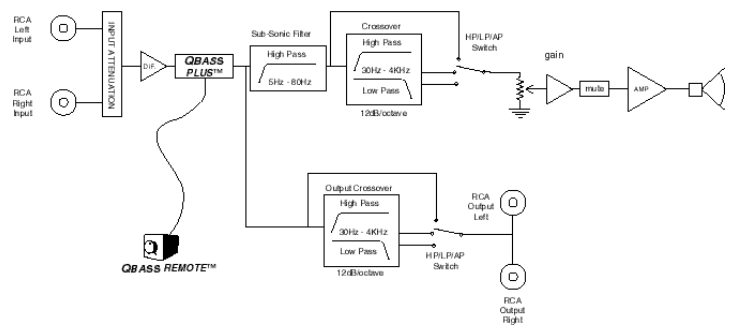 RCA
Left
Input
RCA
Right
Input
INPUT ATTENUATION
DIF.
QBASS
PLUS™
Sub-Sonic Filter
High Pass
5Hz - 80Hz
Crossover
High Pass
30Hz - 4KHz
Low Pass
12dB/octave
HP/LP/AP
Switch
gain
mute
AMP
QBASS REMOTE™
Output Crossover
High Pass
30Hz - 4KHz
Low Pass
12dB/octave
HP/LP/AP
Switch
RCA
Output
Left
RCA
Output
Right